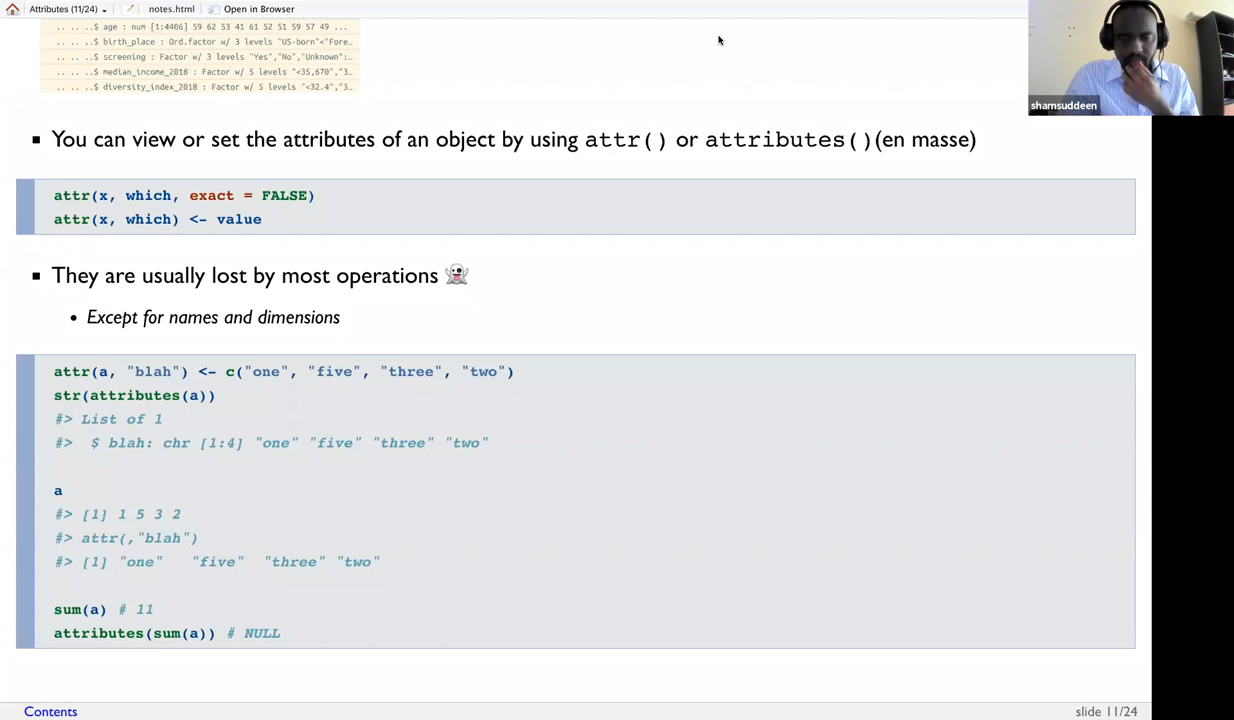 Attributes (11/24) notes.html Open in Browser
.. .. ..$ age : num [1:4406] 59 62 53 41 61 52 51 59 57 49 ...
.. .. ..$ birth_place : Ord.factor w/ 3 levels "US-born"<"Fore…
.. .. ..$ screening : Factor w/ 3 levels "Yes","No","Unknown":…
.. .. ..$ median_income_2018 : Factor w/ 5 levels "<35,670","3…
.. .. ..$ diversity_index_2018 : Factor w/ 5 levels "<32.4","3…
shamsuddeen
▪ You can view or set the attributes of an object by using attr() or attributes()(en masse)
attr(x, which, exact = FALSE)
attr(x, which) <- value
▪ They are usually lost by most operations 👻
• Except for names and dimensions
attr(a, "blah") <- c("one", "five", "three", "two")
str(attributes(a))
#> List of 1
#>  $ blah: chr [1:4] "one" "five" "three" "two"
a
#> [1] 1 5 3 2
#> attr(,"blah")
#> [1] "one"   "five"  "three" "two"
sum(a) # 11
attributes(sum(a)) # NULL
Contents
slide 11/24